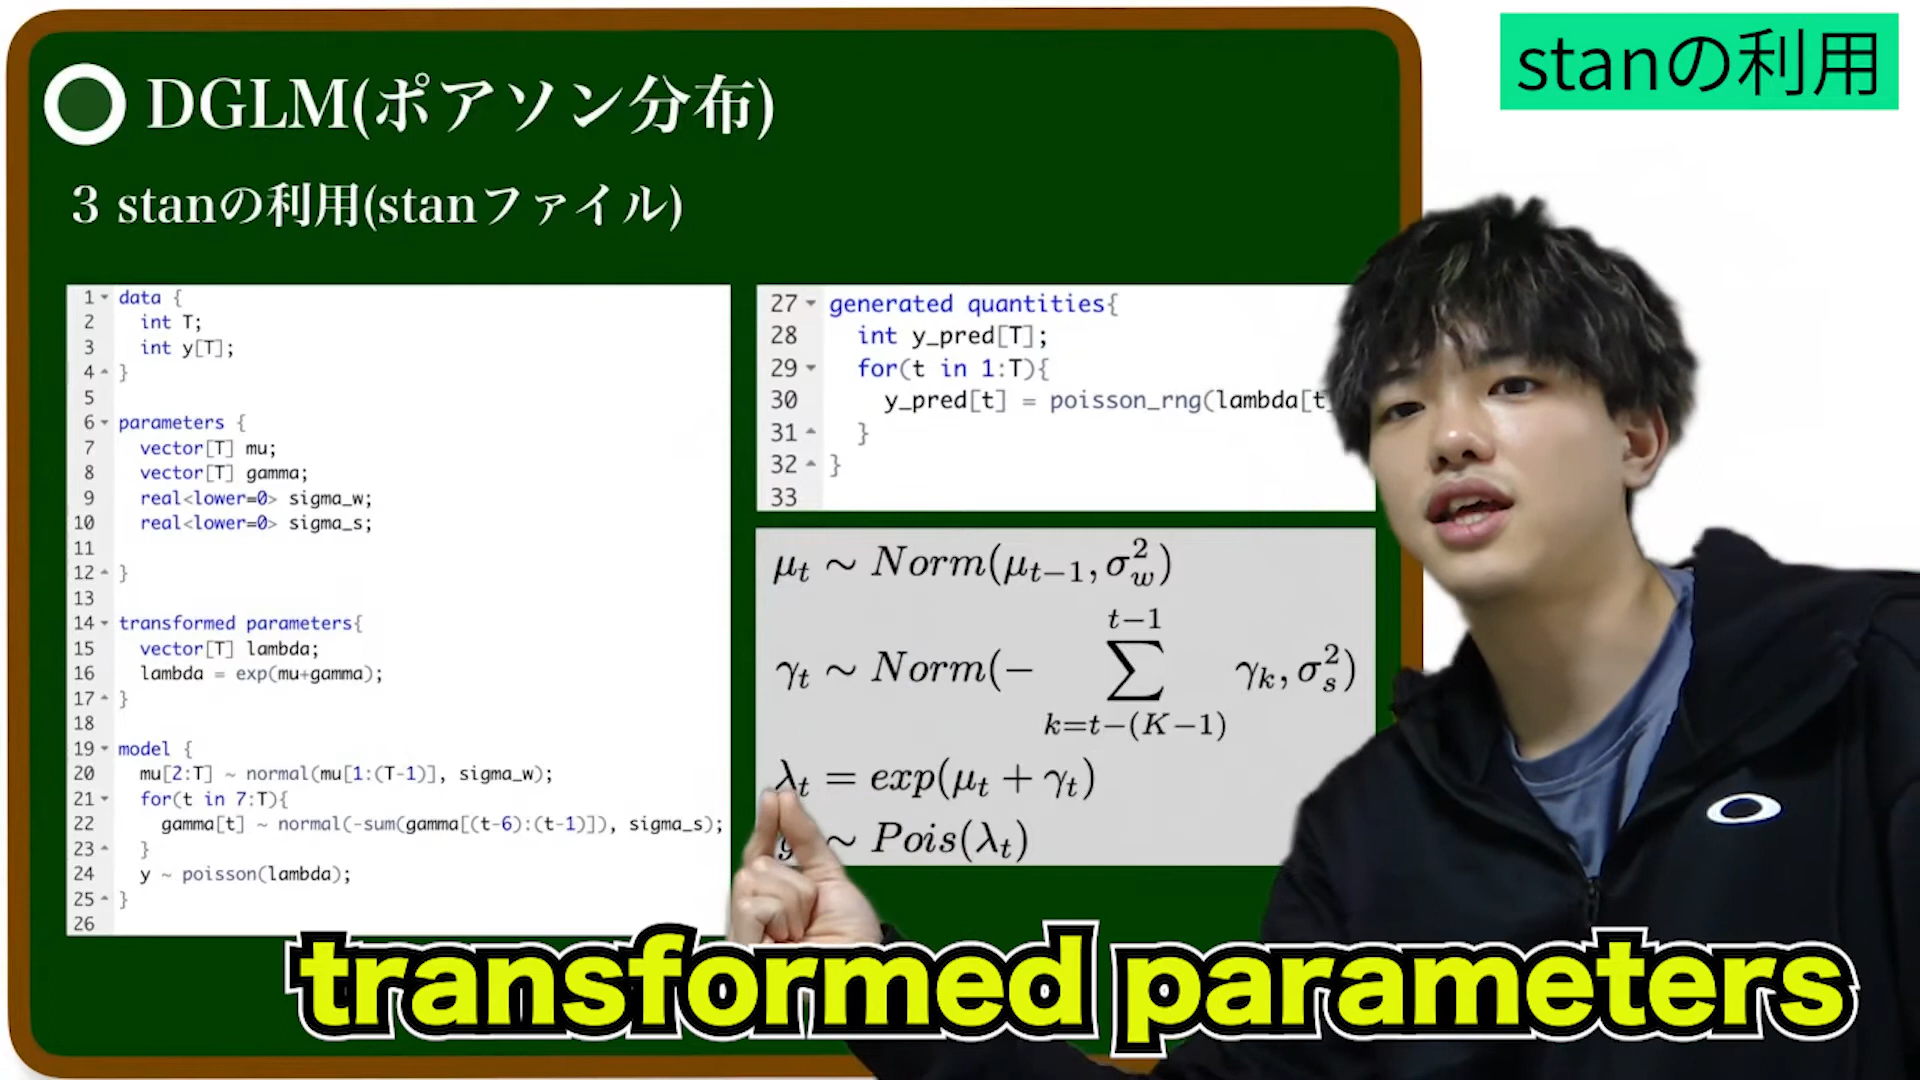 stanの利用
DGLM(ポアソン分布)
3 stanの利用(stanファイル)
1 data {
2 int T;
3 int y[T];
4 }
5
6 parameters {
7 vector[T] mu;
8 vector[T] gamma;
9 real<lower=0> sigma_w;
10 real<lower=0> sigma_s;
11
12 }
13
14 transformed parameters{
15 vector[T] lambda;
16 lambda = exp(mu+gamma);
17 }
18
19 model {
20 mu[2:T] ~ normal(mu[1:(T-1)], sigma_w);
21 for(t in 7:T){
22 gamma[t] ~ normal(-sum(gamma[(t-6):(t-1)]), sigma_s);
23 }
24 y ~ poisson(lambda);
25 }
26
27 generated quantities{
28 int y_pred[T];
29 for(t in 1:T){
30 y_pred[t] = poisson_rng(lambda[t
31 }
32 }
33
μ_t ∼ Norm(μ_{t−1}, σ_w^2)
γ_t ∼ Norm(− ∑_{k=t−(K−1)}^{t−1} γ_k, σ_s^2)
λ_t = exp(μ_t + γ_t)
∼ Pois(λ_t)
transformed parameters